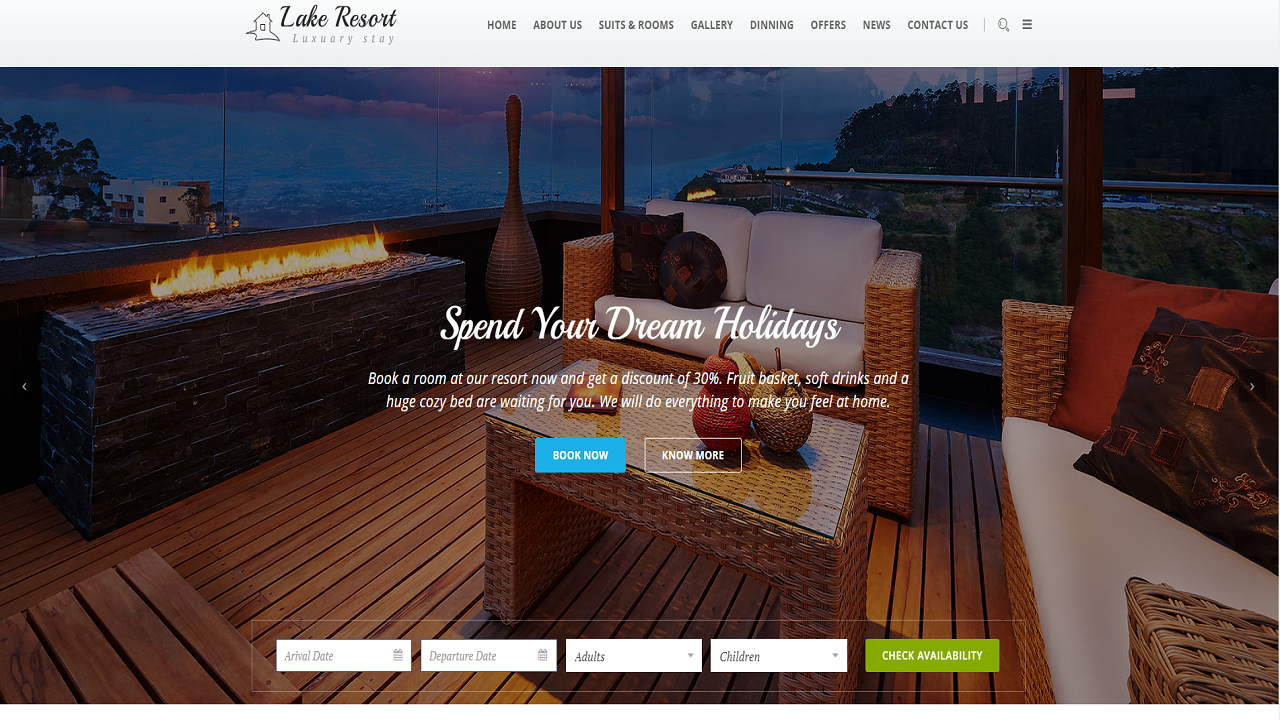 Lake Resort
Luxuary stay
HOME ABOUT US SUITS & ROOMS GALLERY DINNING OFFERS NEWS CONTACT US
Spend Your Dream Holidays
Book a room at our resort now and get a discount of 30%. Fruit basket, soft drinks and a
huge cozy bed are waiting for you. We will do everything to make you feel at home.
BOOK NOW KNOW MORE
Arival Date Departure Date Adults Children CHECK AVAILABILITY